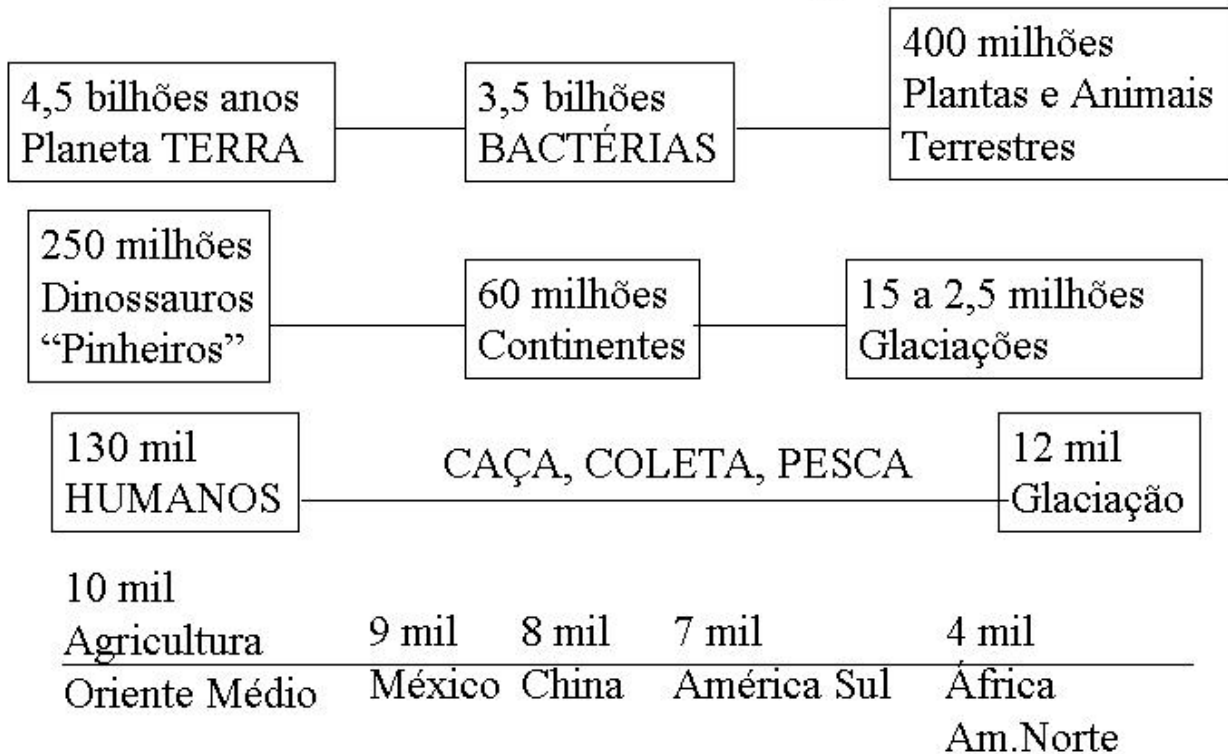 4,5 bilhões anos
Planeta TERRA
3,5 bilhões
BACTÉRIAS
400 milhões
Plantas e Animais
Terrestres
250 milhões
Dinossauros
“Pinheiros”
60 milhões
Continentes
15 a 2,5 milhões
Glaciações
130 mil
HUMANOS
CAÇA, COLETA, PESCA
12 mil
Glaciação
10 mil
Agricultura
Oriente Médio
9 mil
México
8 mil
China
7 mil
América Sul
4 mil
África
Am.Norte